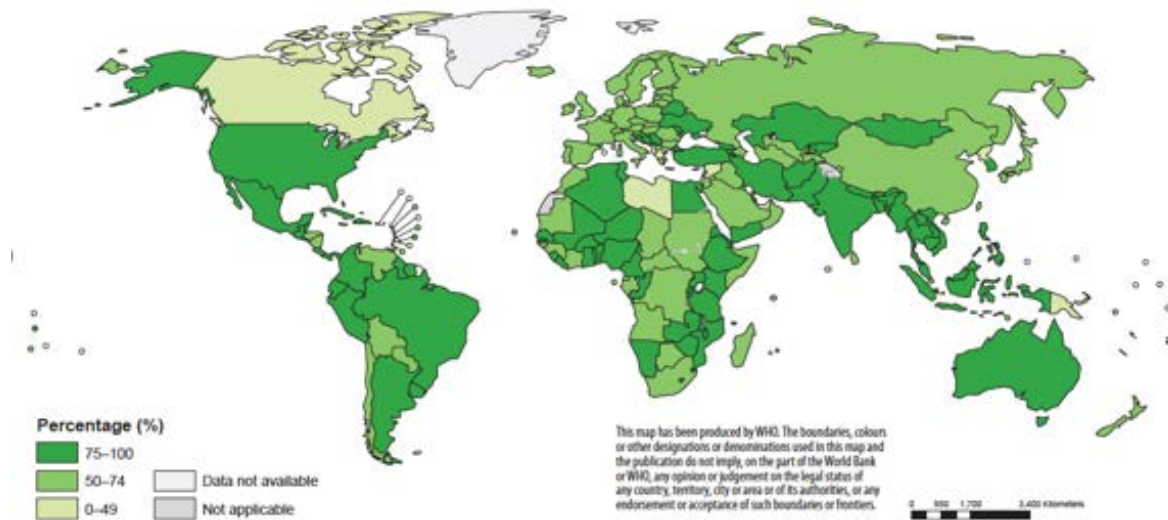 Percentage (%)
75–100
50–74
0–49
Data not available
Not applicable
This map has been produced by WHO. The boundaries, colours
or other designations or denominations used in this map and
the publication do not imply, on the part of the World Bank
or WHO, any opinion or judgement on the legal status of
any country, territory, city or area or of its authorities, or any
endorsement or acceptance of such boundaries or frontiers.
0 850 1,700 3,400 Kilometers